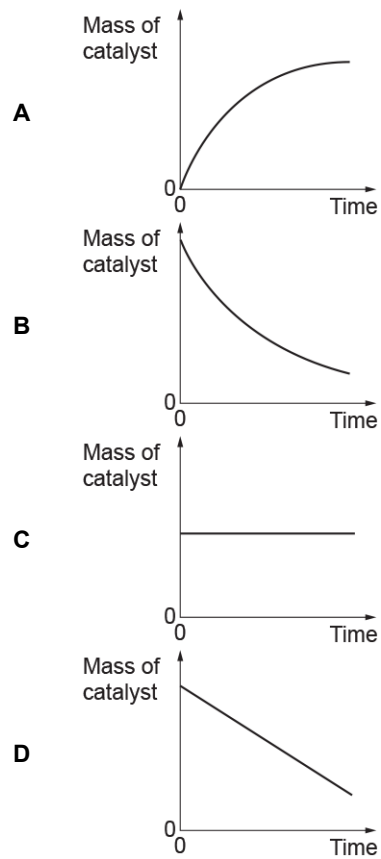 Mass of
catalyst
A
0
0
Time
Mass of
catalyst
B
0
0
Time
Mass of
catalyst
C
0
0
Time
Mass of
catalyst
D
0
0
Time